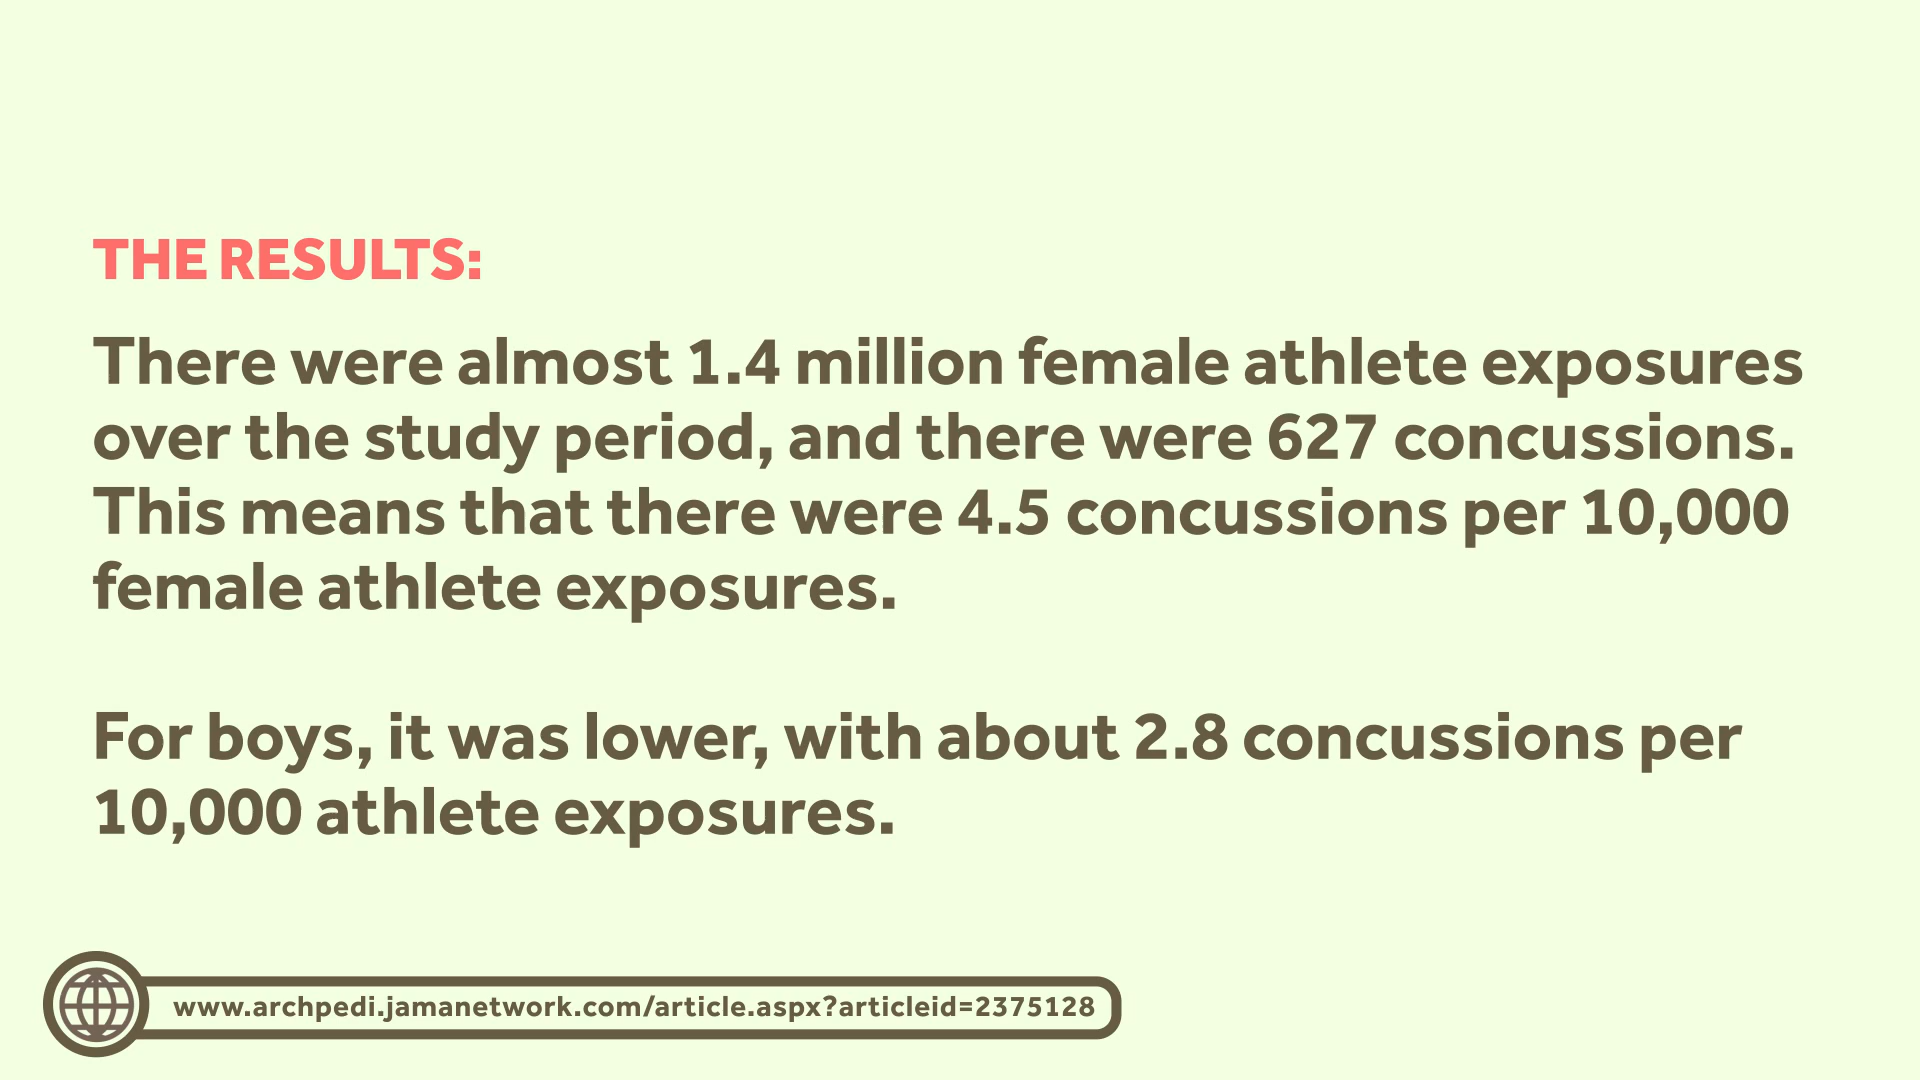 THE RESULTS:
There were almost 1.4 million female athlete exposures
over the study period, and there were 627 concussions.
This means that there were 4.5 concussions per 10,000
female athlete exposures.
For boys, it was lower, with about 2.8 concussions per
10,000 athlete exposures.
www.archpedi.jamanetwork.com/article.aspx?articleid=2375128